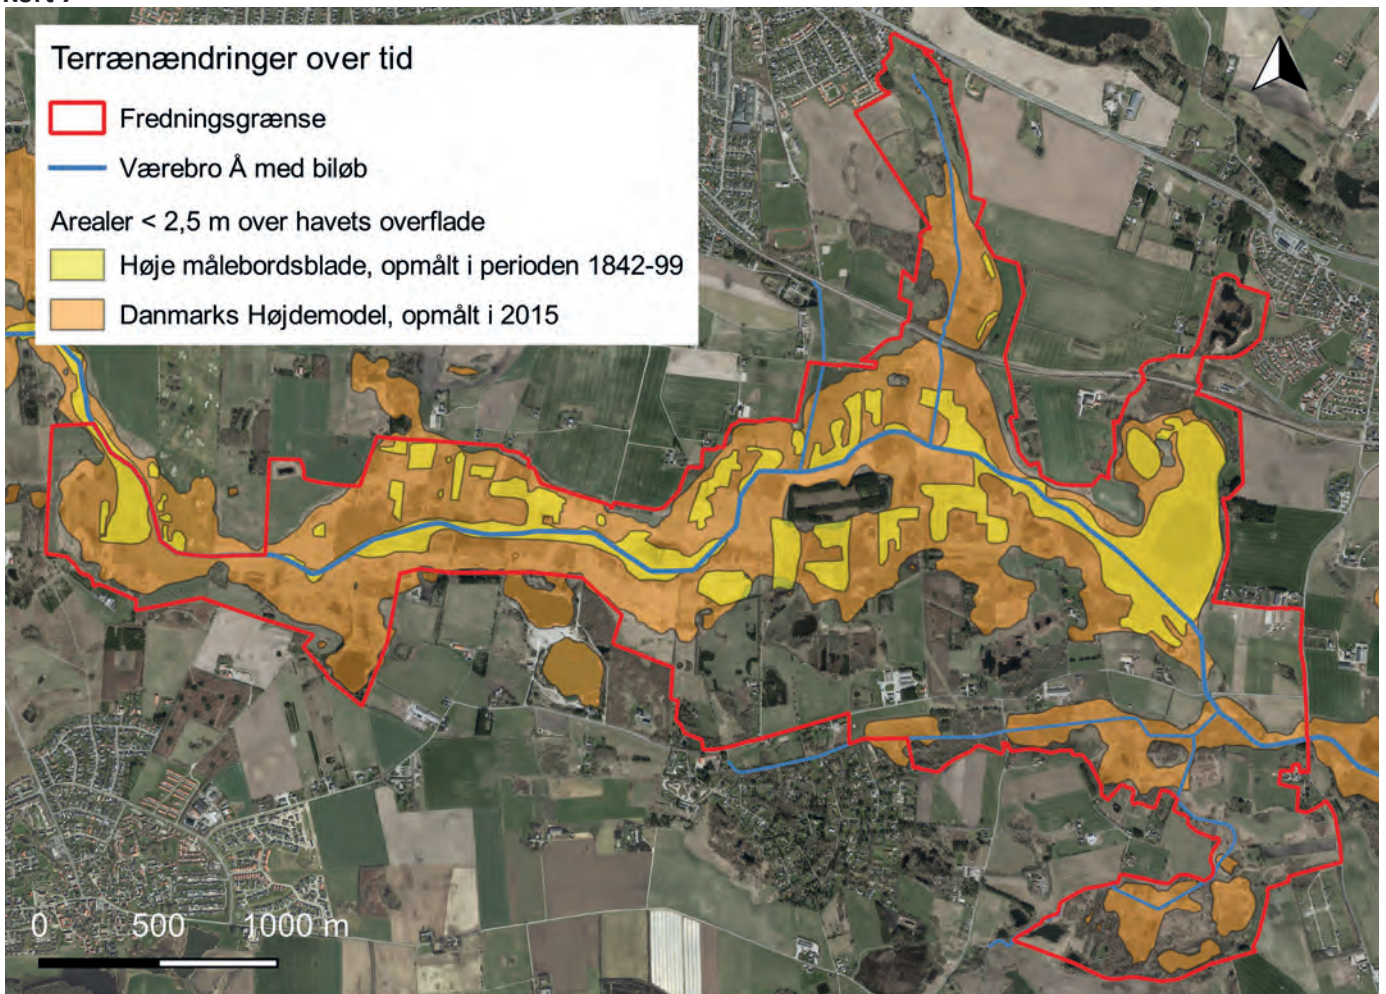 Terrænændringer over tid
Fredningsgrænse
Værebro Å med biløb
Arealer < 2,5 m over havets overflade
Høje målebordsblade, opmålt i perioden 1842-99
Danmarks Højdemodel, opmålt i 2015
0 500 1000 m